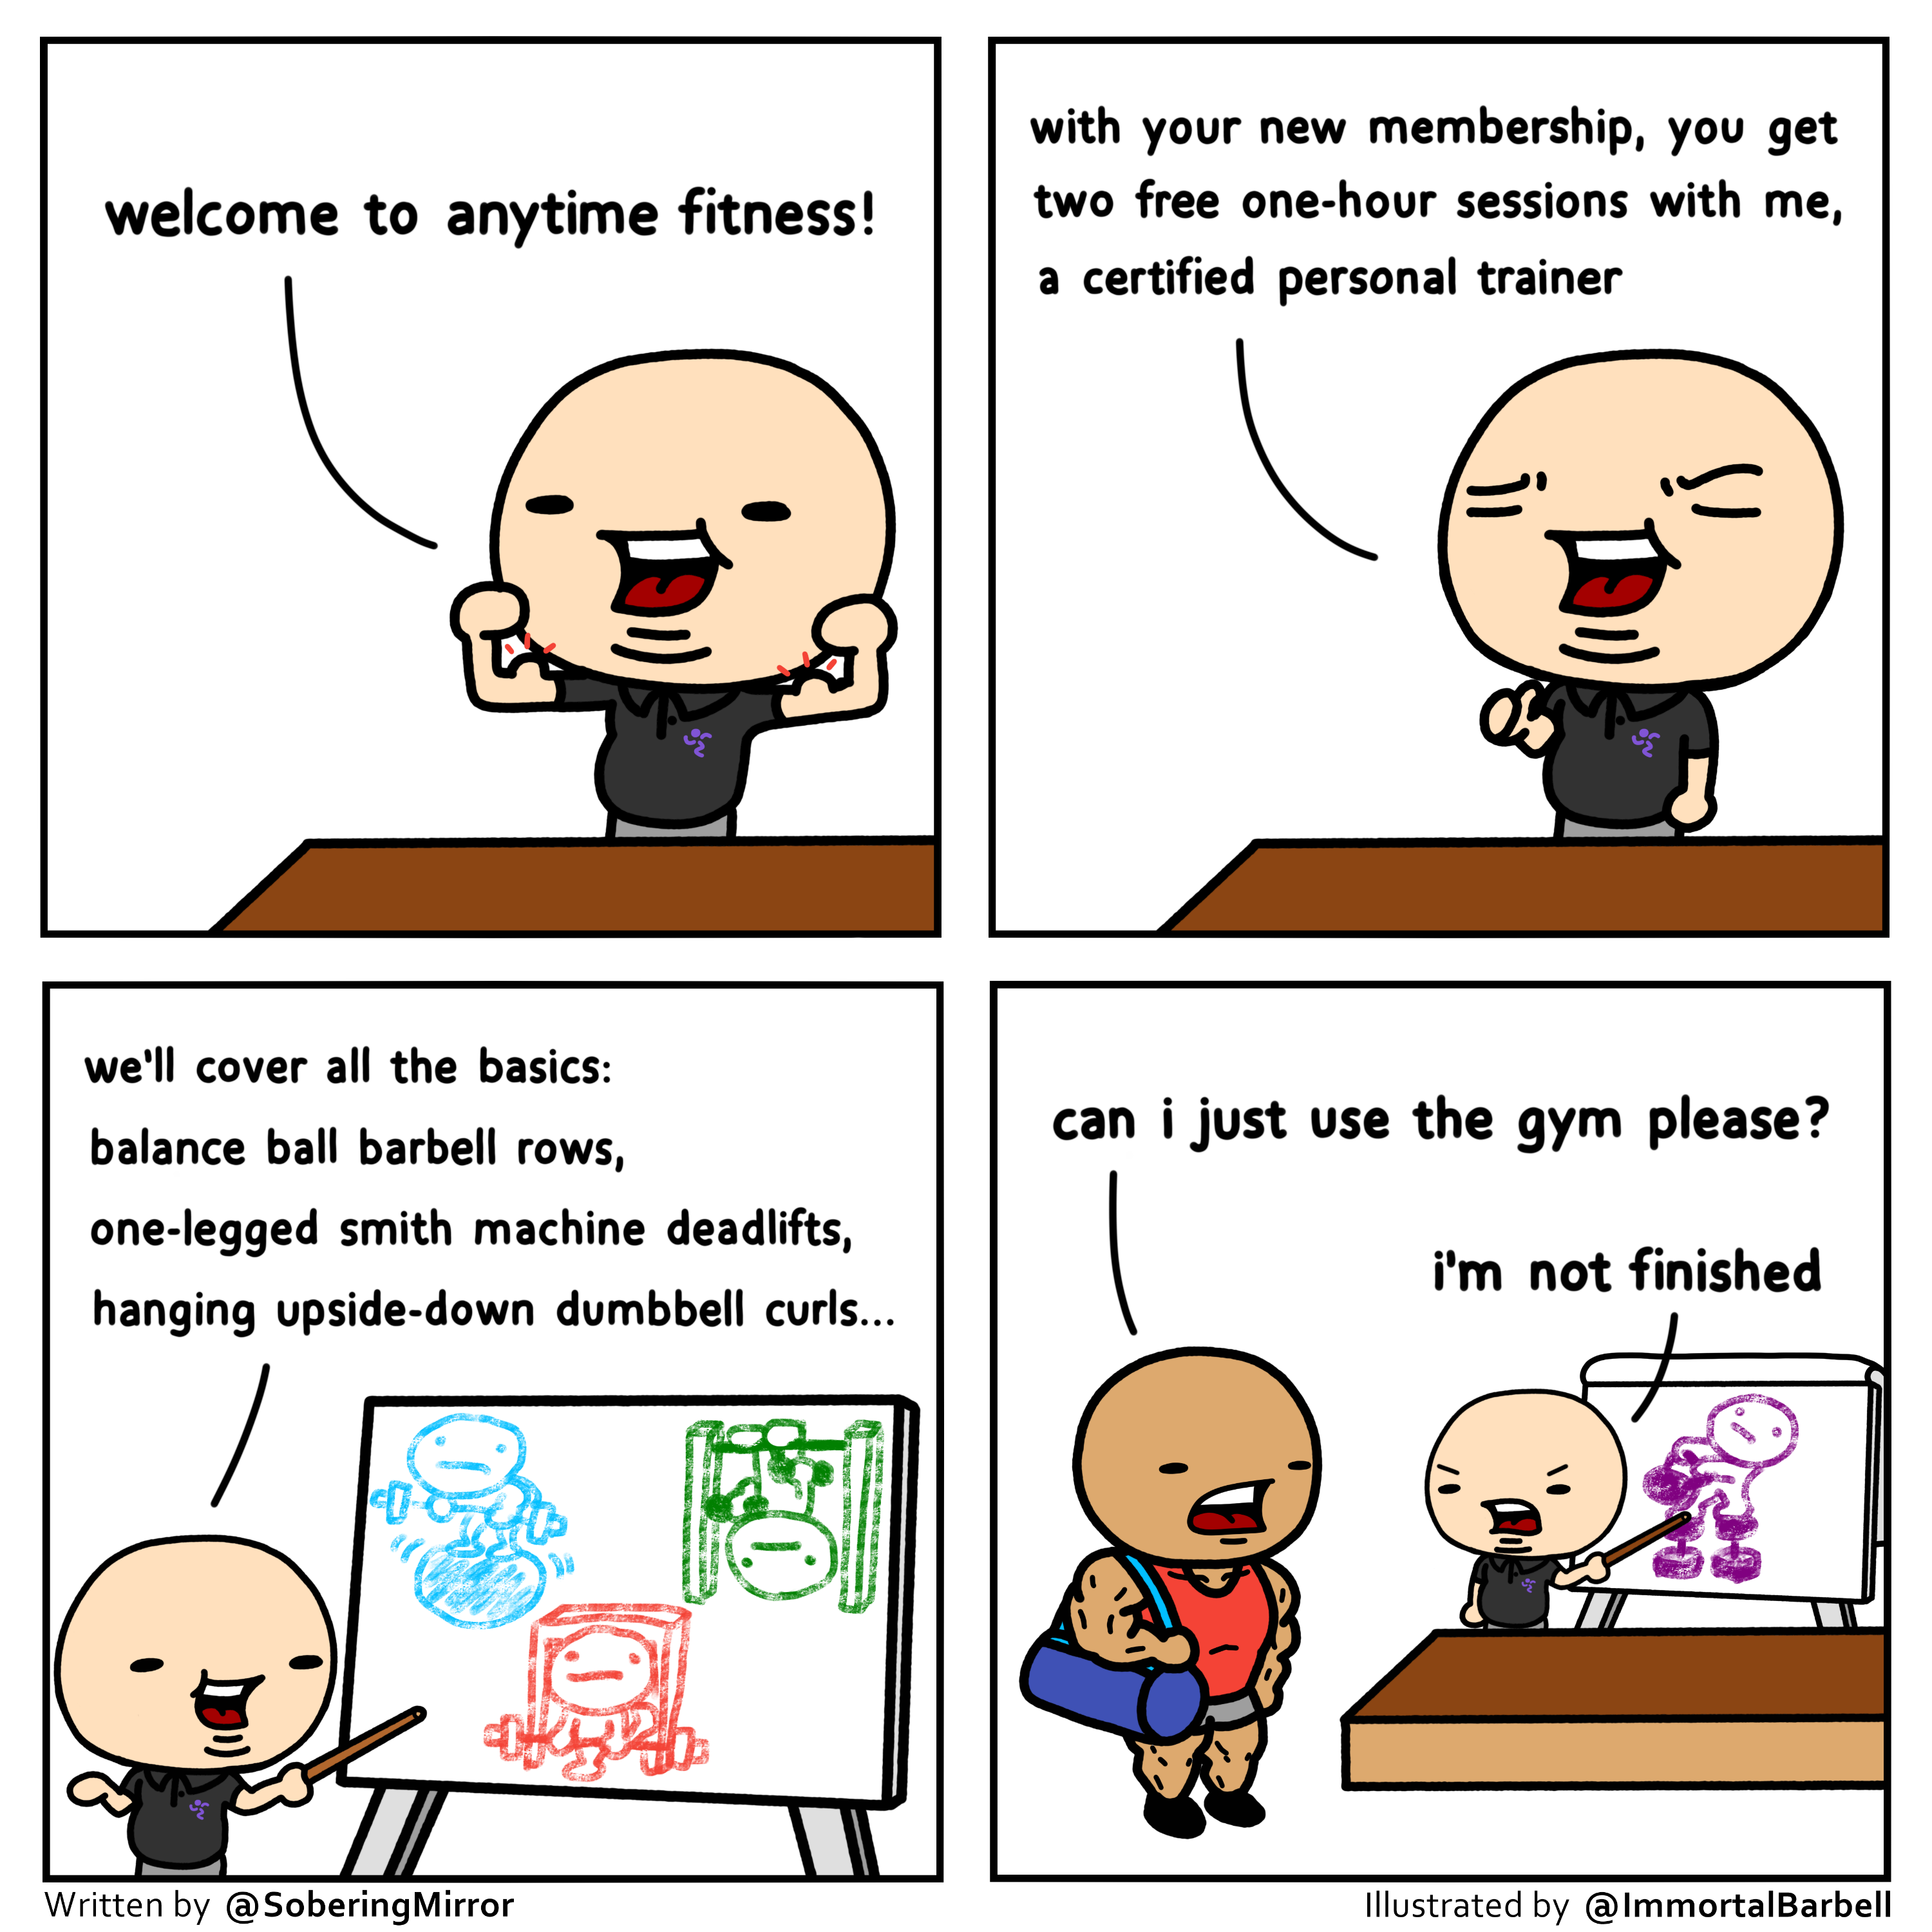 welcome to anytime fitness!
with your new membership, you get
two free one-hour sessions with me,
a certified personal trainer
we'll cover all the basics:
balance ball barbell rows,
one-legged smith machine deadlifts,
hanging upside-down dumbbell curls...
can i just use the gym please?
i'm not finished
Written by @SoberingMirror
Illustrated by @ImmortalBarbell